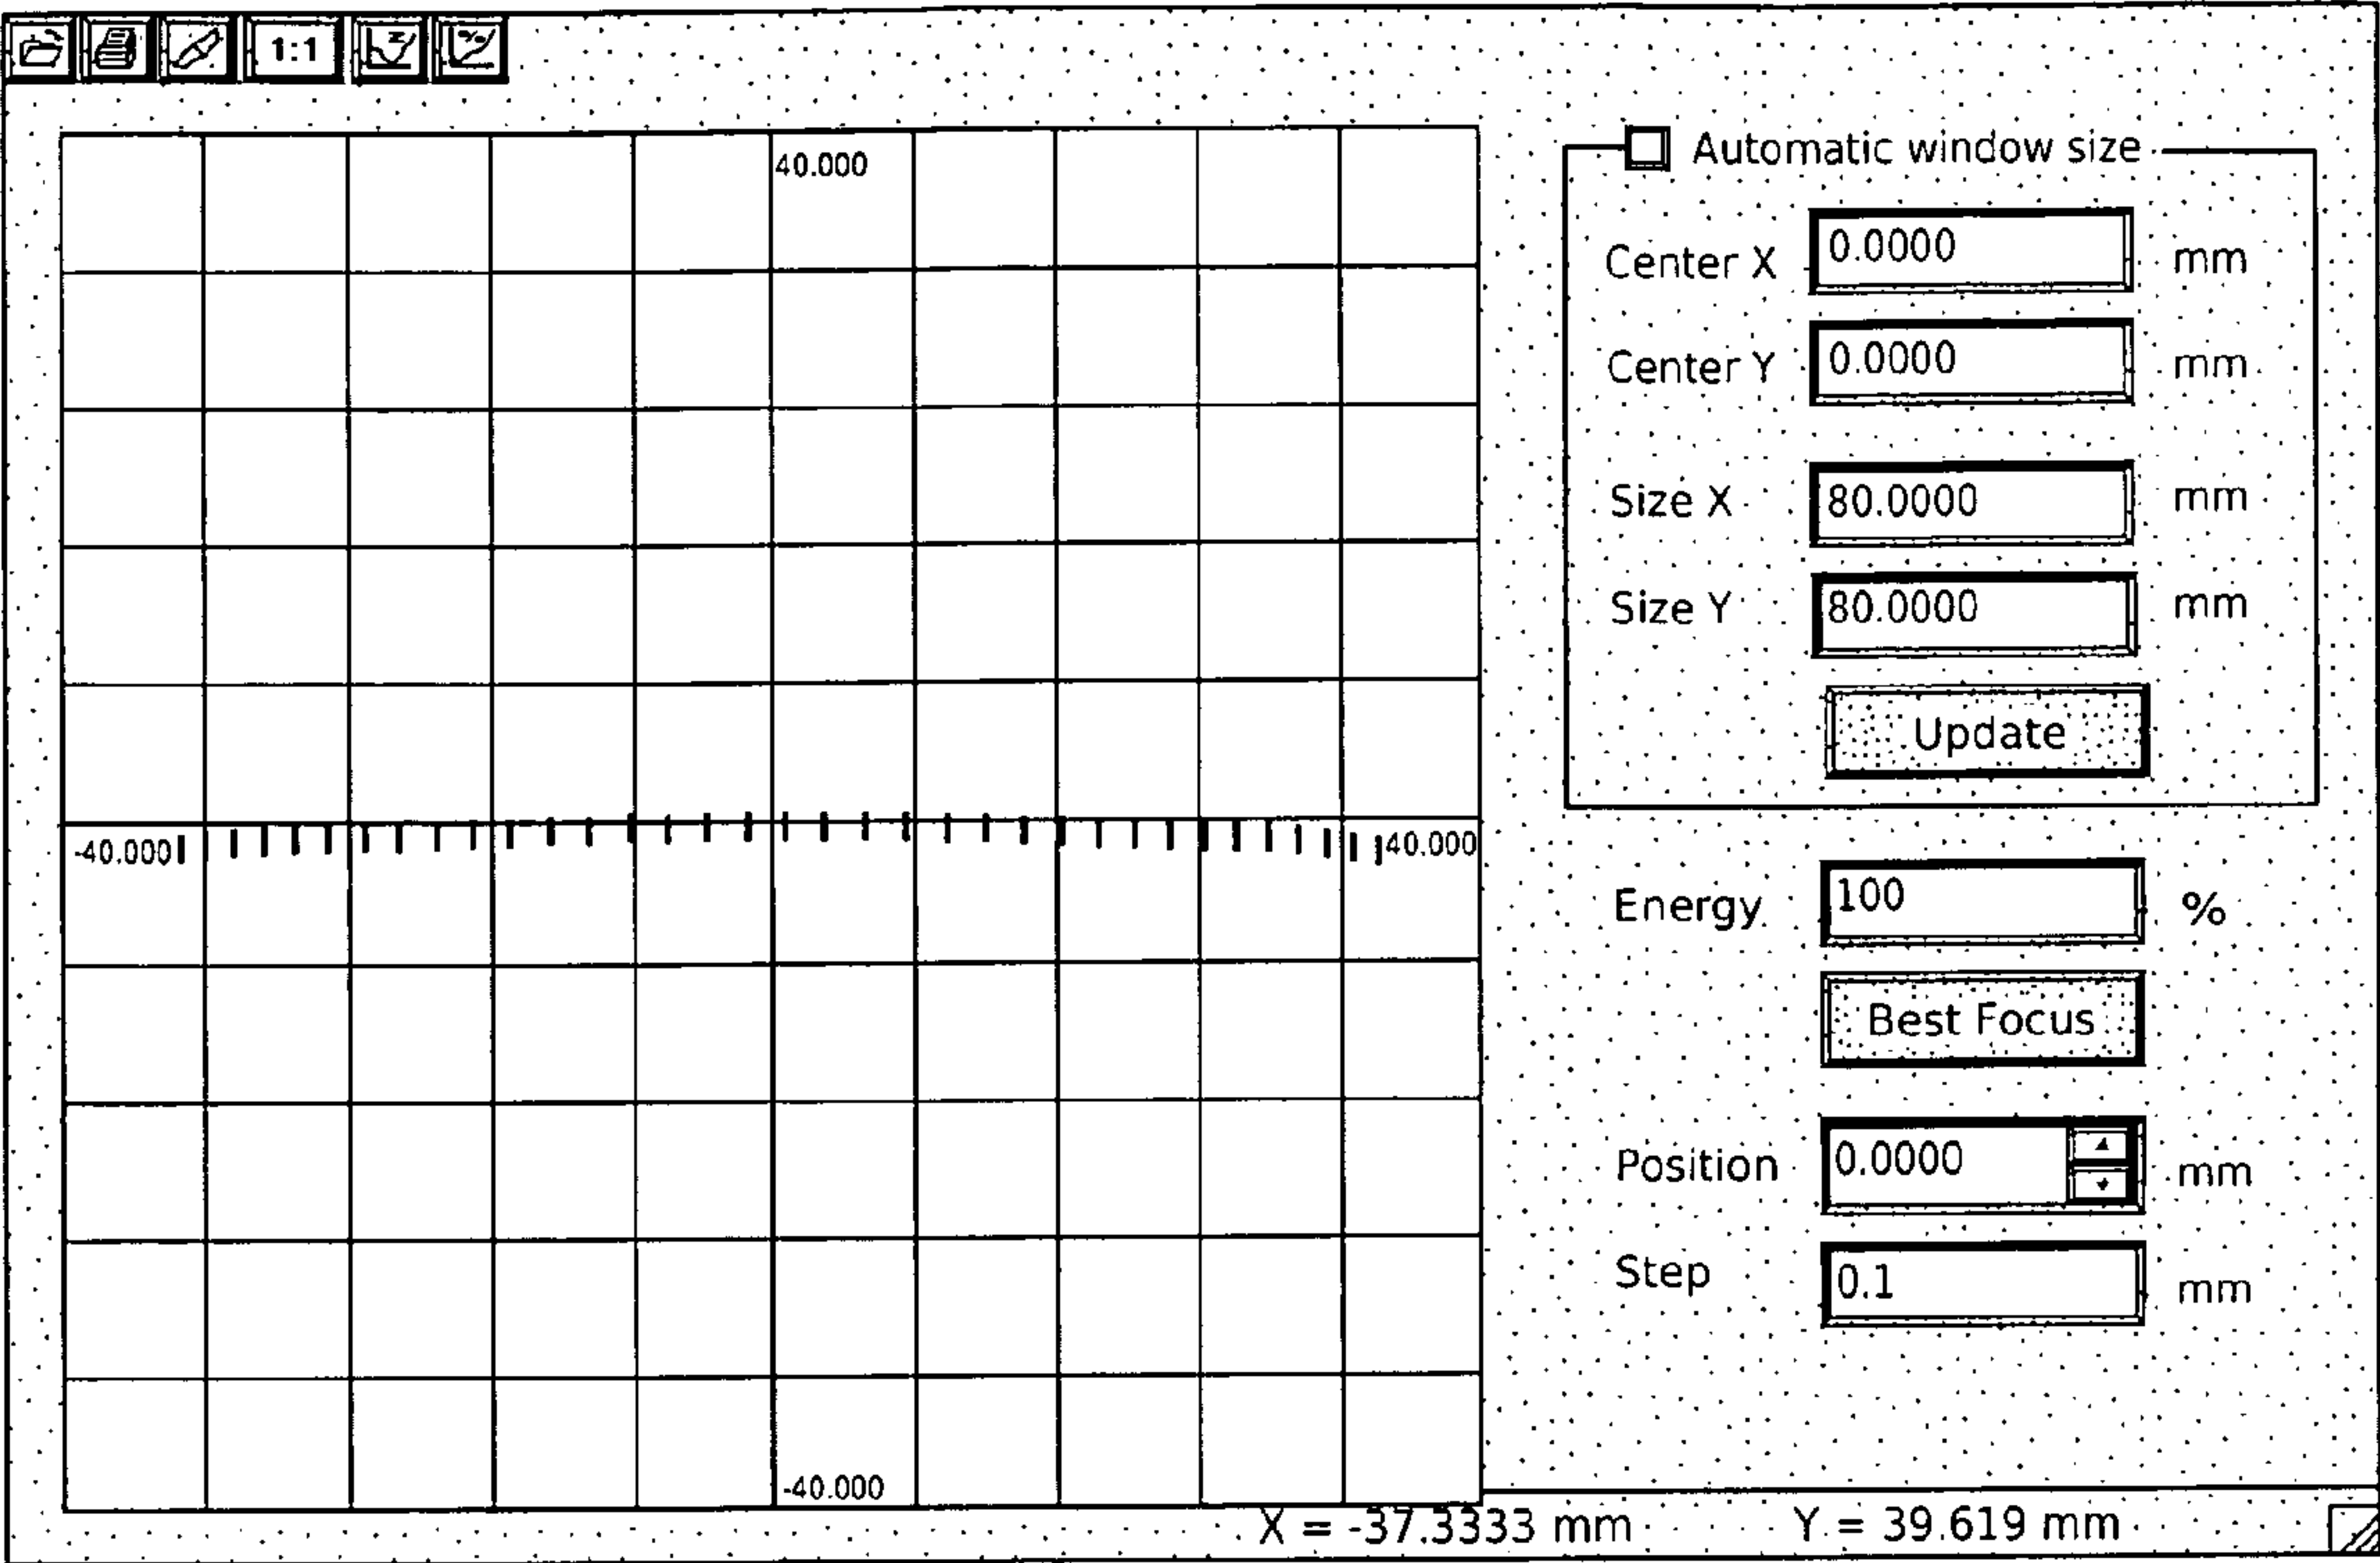 1:1
40.000
-40.000
40.000
-40.000
Automatic window size
Center X 0.0000 mm
Center Y 0.0000 mm
Size X 80.0000 mm
Size Y 80.0000 mm
Update
Energy 100 %
Best Focus
Position 0.0000 mm
Step 0.1 mm
X = -37.3333 mm Y = 39.619 mm